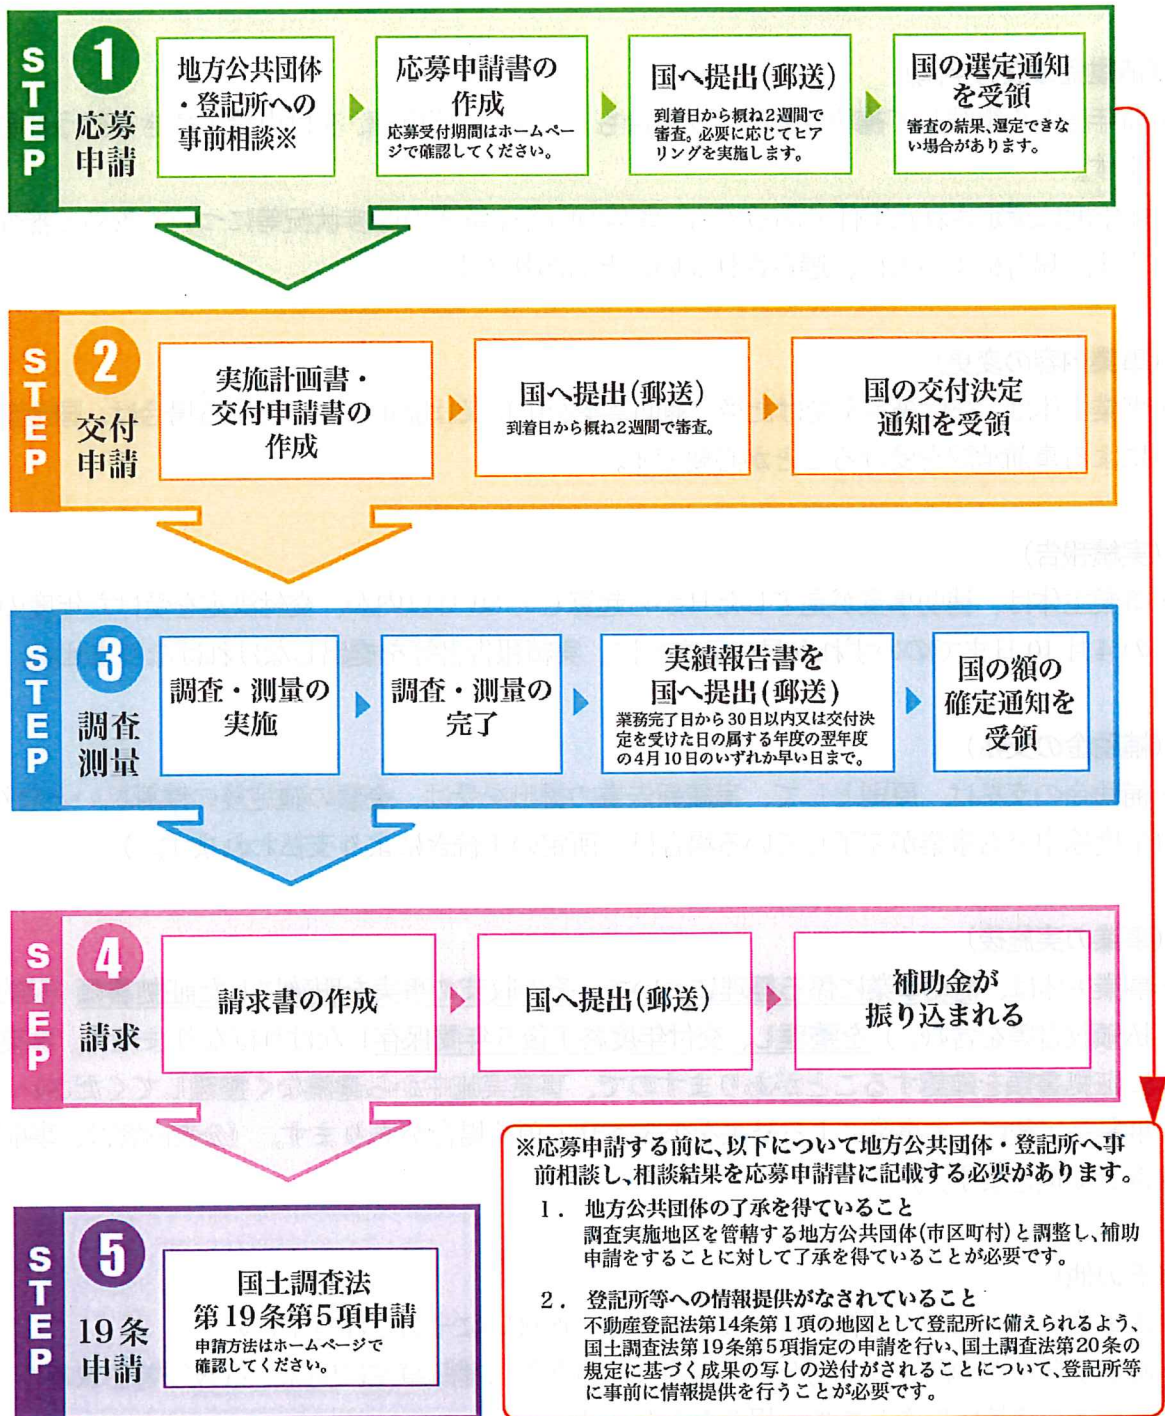 STEP
1
応募
申請
地方公共団体
・登記所への
事前相談※
応募申請書の
作成
応募受付期間はホームペー
ジで確認してください。
国へ提出(郵送)
到着日から概ね2週間で
審査。必要に応じてヒア
リングを実施します。
国の選定通知
を受領
審査の結果、選定できな
い場合があります。
STEP
2
交付
申請
実施計画書・
交付申請書の
作成
国へ提出(郵送)
到着日から概ね2週間で審査。
国の交付決定
通知を受領
STEP
3
調査
測量
調査・測量の
実施
調査・測量の
完了
実績報告書を
国へ提出(郵送)
業務完了日から30日以内又は交付決
定を受けた日の属する年度の翌年度
の4月10日のいずれか早い日まで。
国の額の
確定通知を
受領
STEP
4
請求
請求書の作成
国へ提出(郵送)
補助金が
振り込まれる
STEP
5
19条
申請
国土調査法
第19条第5項申請
申請方法はホームページで
確認してください。
※応募申請する前に、以下について地方公共団体・登記所へ事
前相談し、相談結果を応募申請書に記載する必要があります。
1. 地方公共団体の了承を得ていること
調査実施地区を管轄する地方公共団体(市区町村)と調整し、補助
申請をすることに対して了承を得ていることが必要です。
2. 登記所等への情報提供がなされていること
不動産登記法第14条第1項の地図として登記所に備えられるよう、
国土調査法第19条第5項指定の申請を行い、国土調査法第20条の
規定に基づく成果の写しの送付がされることについて、登記所等
に事前に情報提供を行うことが必要です。